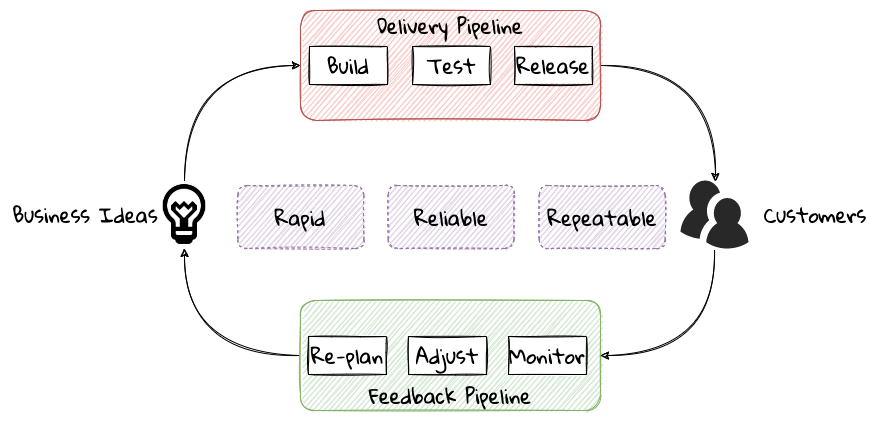 Delivery Pipeline
Build
Test
Release
Business Ideas
Rapid
Reliable
Repeatable
Customers
Re-plan
Adjust
Monitor
Feedback Pipeline